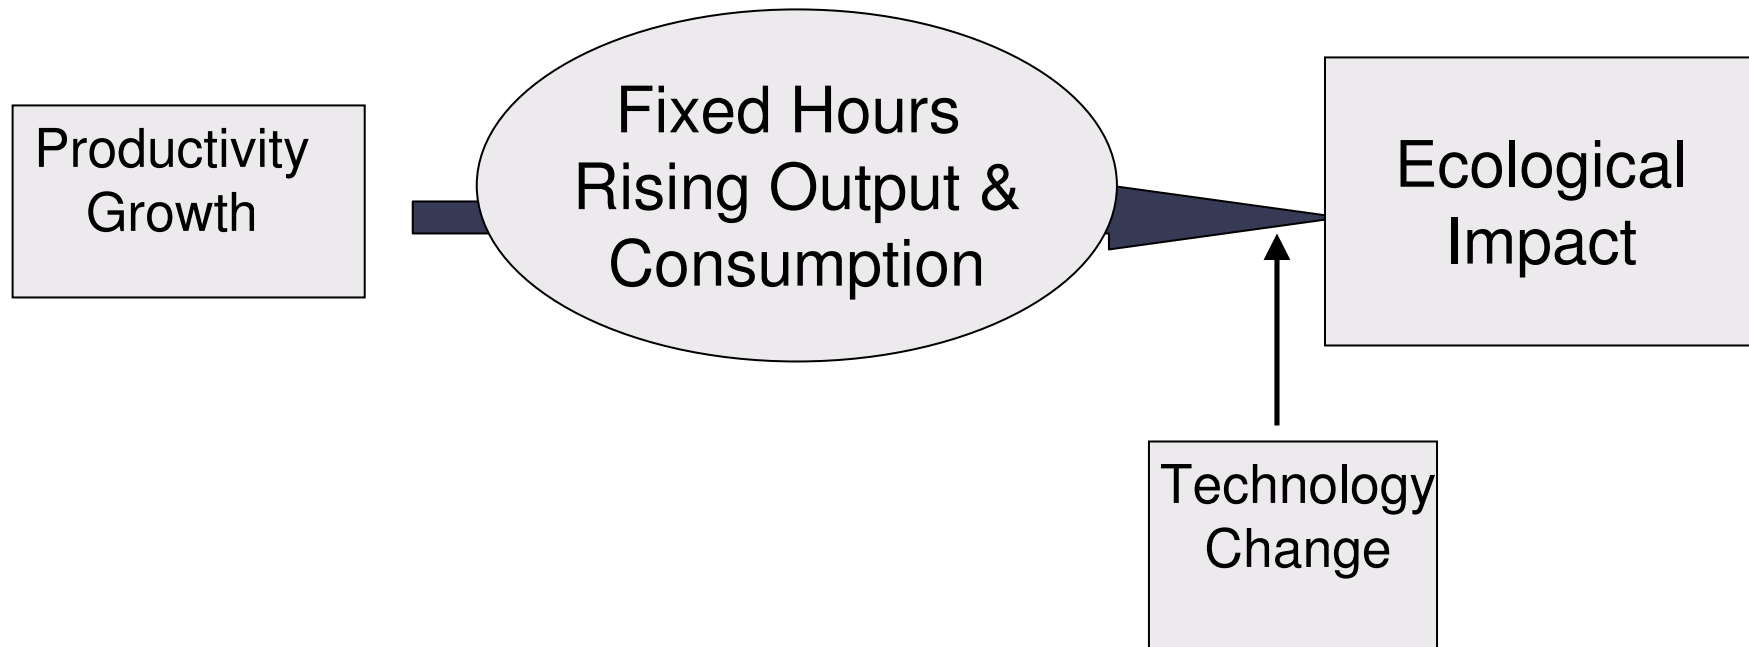 Productivity
Growth
Fixed Hours
Rising Output &
Consumption
Ecological
Impact
Technology
Change